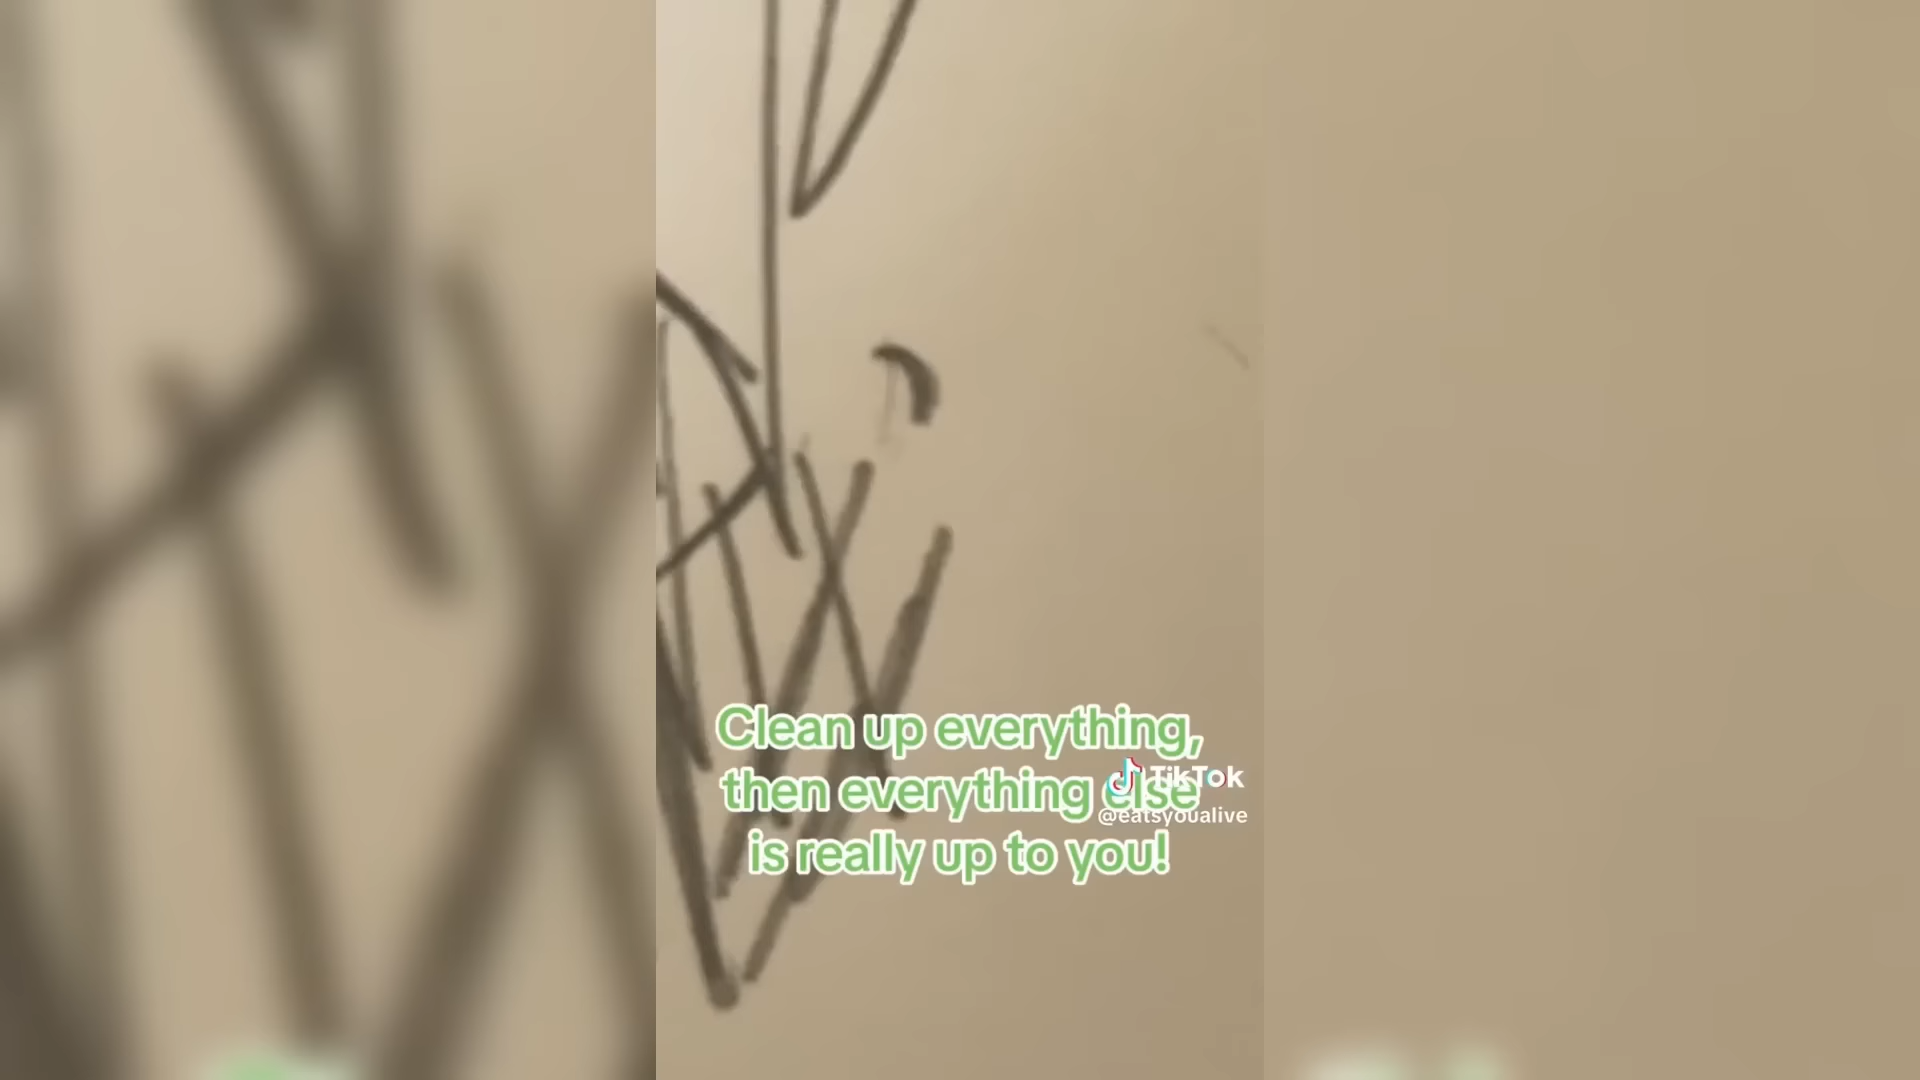 Clean up everything,
then everything else
is really up to you!
TikTok
@eatsyoualive